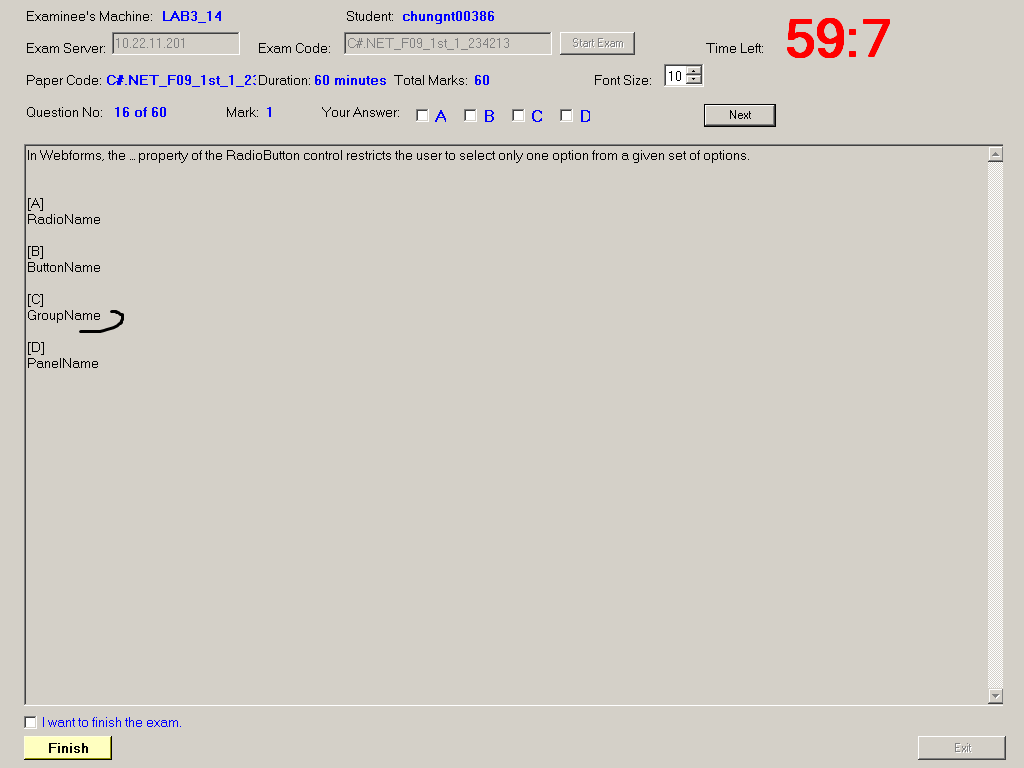 Examinee's Machine: LAB3_14 Student: chungnt00386
Exam Server: 10.22.11.201 Exam Code: C#.NET_F09_1st_1_234213 Start Exam Time Left: 59:7
Paper Code: C#.NET_F09_1st_1_23 Duration: 60 minutes Total Marks: 60 Font Size: 10
Question No: 16 of 60 Mark: 1 Your Answer: A B C D Next
In Webforms, the ... property of the RadioButton control restricts the user to select only one option from a given set of options.
[A]
RadioName
[B]
ButtonName
[C]
GroupName
[D]
PanelName
I want to finish the exam.
Finish Exit